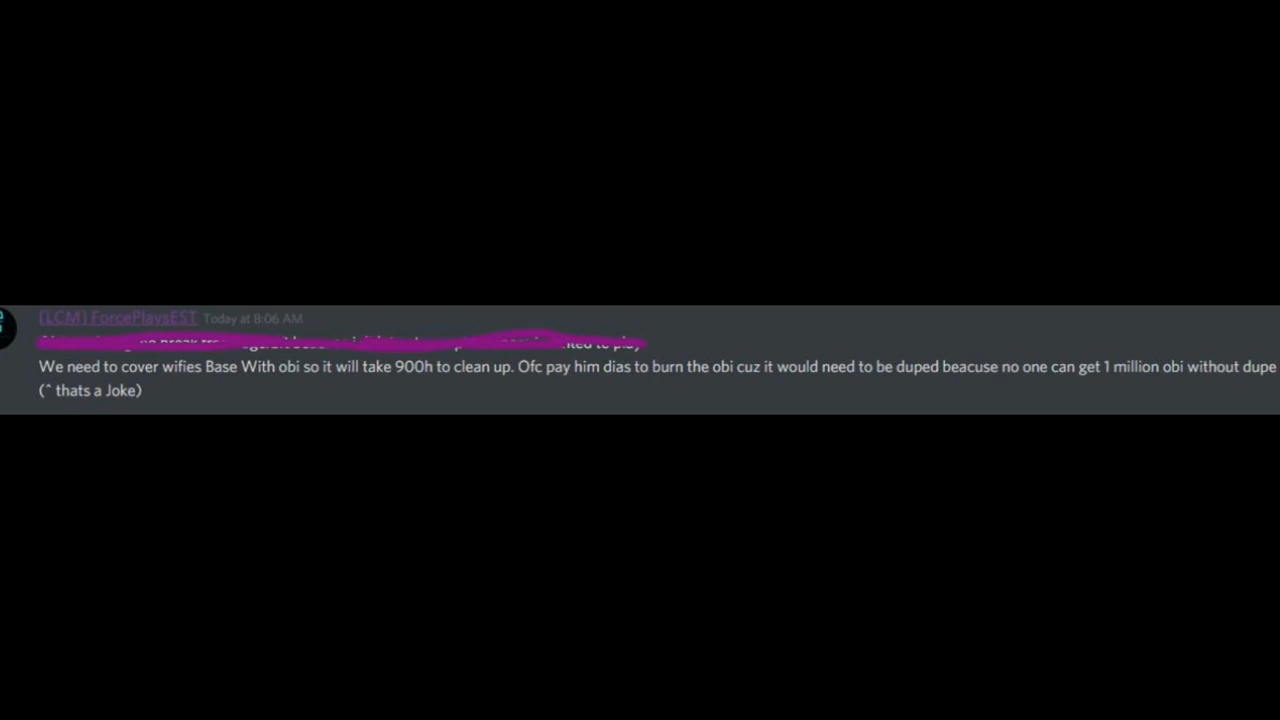 [LCM] ForcePlaysEST Today at 8:06 AM
We need to cover wifies Base With obi so it will take 900h to clean up. Ofc pay him dias to burn the obi cuz it would need to be duped beacuse no one can get 1 million obi without dupe
(^ thats a Joke)